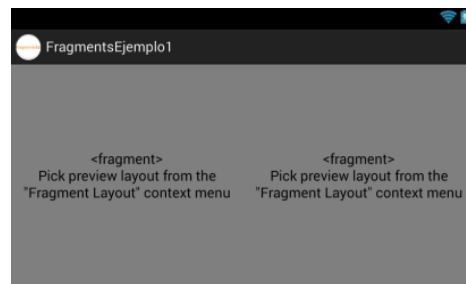 FragmentsEjemplo1
<fragment>
Pick preview layout from the
"Fragment Layout" context menu
<fragment>
Pick preview layout from the
"Fragment Layout" context menu